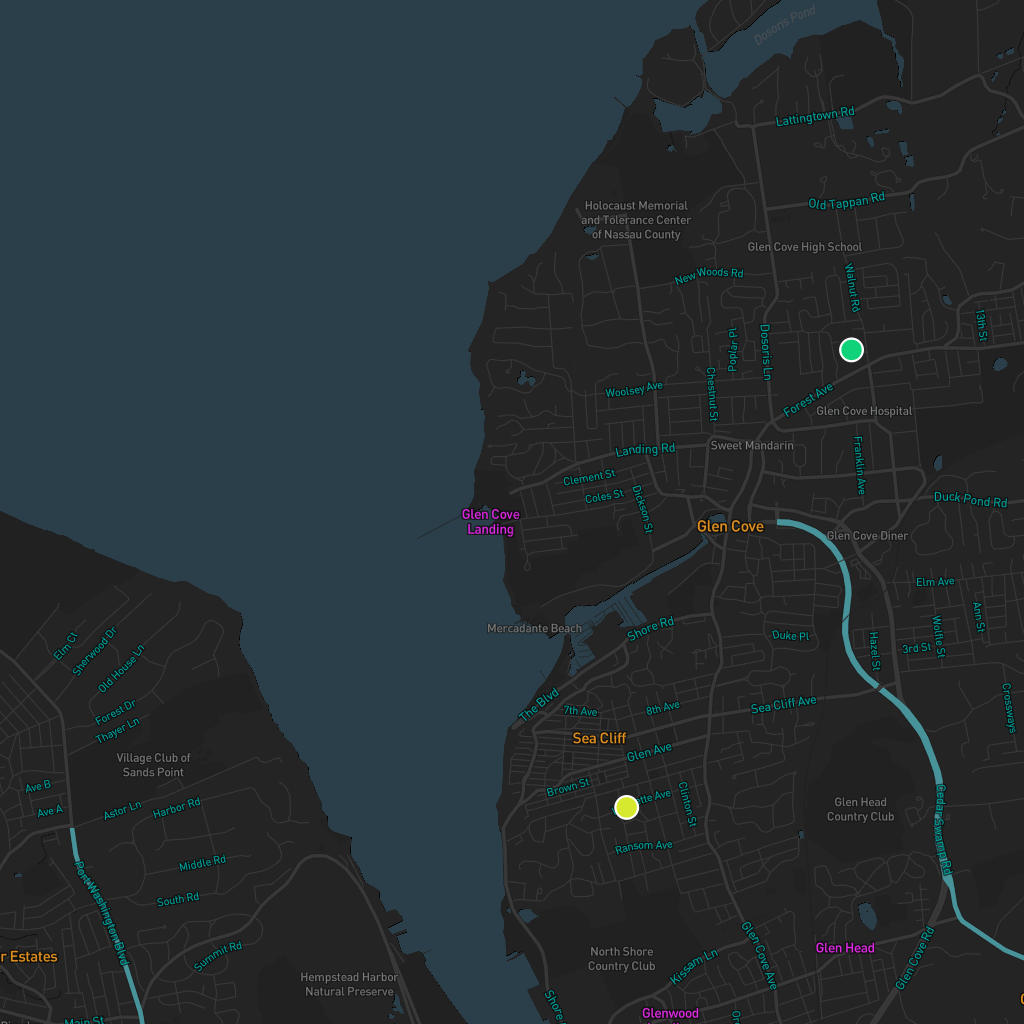 Dosoris Pond
Lattingtown Rd
Old Tappan Rd
Holocaust Memorial
and Tolerance Center
of Nassau County
Glen Cove High School
New Woods Rd
Walnut Rd
13th St
Poplar Pl
Dosoris Ln
Woolsey Ave
Chestnut St
Forest Ave
Glen Cove Hospital
Landing Rd
Sweet Mandarin
Clement St
Coles St
Dickson St
Franklin Ave
Duck Pond Rd
Glen Cove
Landing
Glen Cove
Glen Cove Diner
Elm Ave
Ann St
Wolfle St
Mercadante Beach
Shore Rd
Duke Pl
Hazel St
3rd St
Elm Ct
Sherwood Dr
Old House Ln
Forest Dr
Thayer Ln
The Blvd
7th Ave
8th Ave
Sea Cliff Ave
Crossways
Sea Cliff
Glen Ave
Village Club of
Sands Point
Ave B
Ave A
Astor Ln
Harbor Rd
Brown St
Clinton St
Glen Head
Country Club
Cedar Swamp Rd
Ransom Ave
Middle Rd
South Rd
Port Washington Blvd
Summit Rd
r Estates
Hempstead Harbor
Natural Preserve
North Shore
Country Club
Kissam Ln
Glen Cove Ave
Glen Head
Glen Cove Rd
Shore
Glenwood
Main St